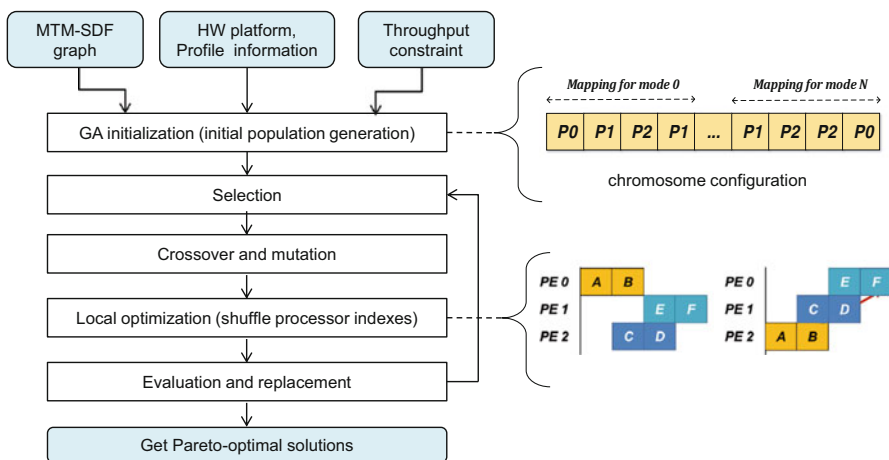 MTM-SDF
graph
HW platform,
Profile information
Throughput
constraint
GA initialization (initial population generation)
Selection
Crossover and mutation
Local optimization (shuffle processor indexes)
Evaluation and replacement
Get Pareto-optimal solutions
Mapping for mode 0 Mapping for mode N
P0 P1 P2 P1 ... P1 P2 P2 P0
chromosome configuration
PE 0 A B
PE 1 E F
PE 2 C D
PE 0 E F
PE 1 C D
PE 2 A B